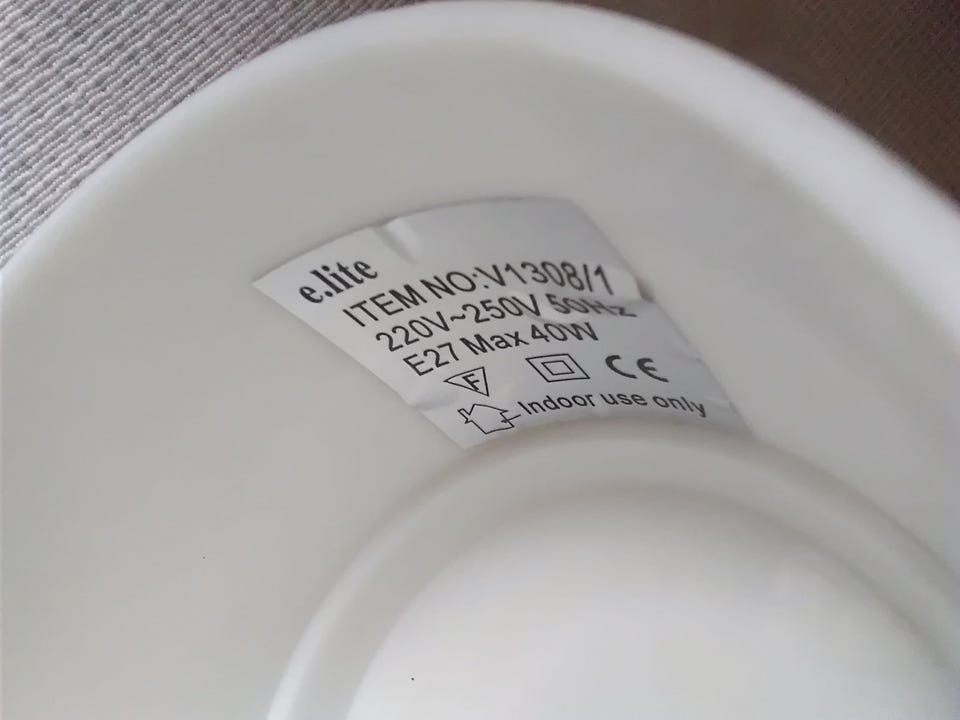 e.lite
ITEM NO:V1308/1
220V~250V 50Hz
E27 Max 40W
F CE
Indoor use only